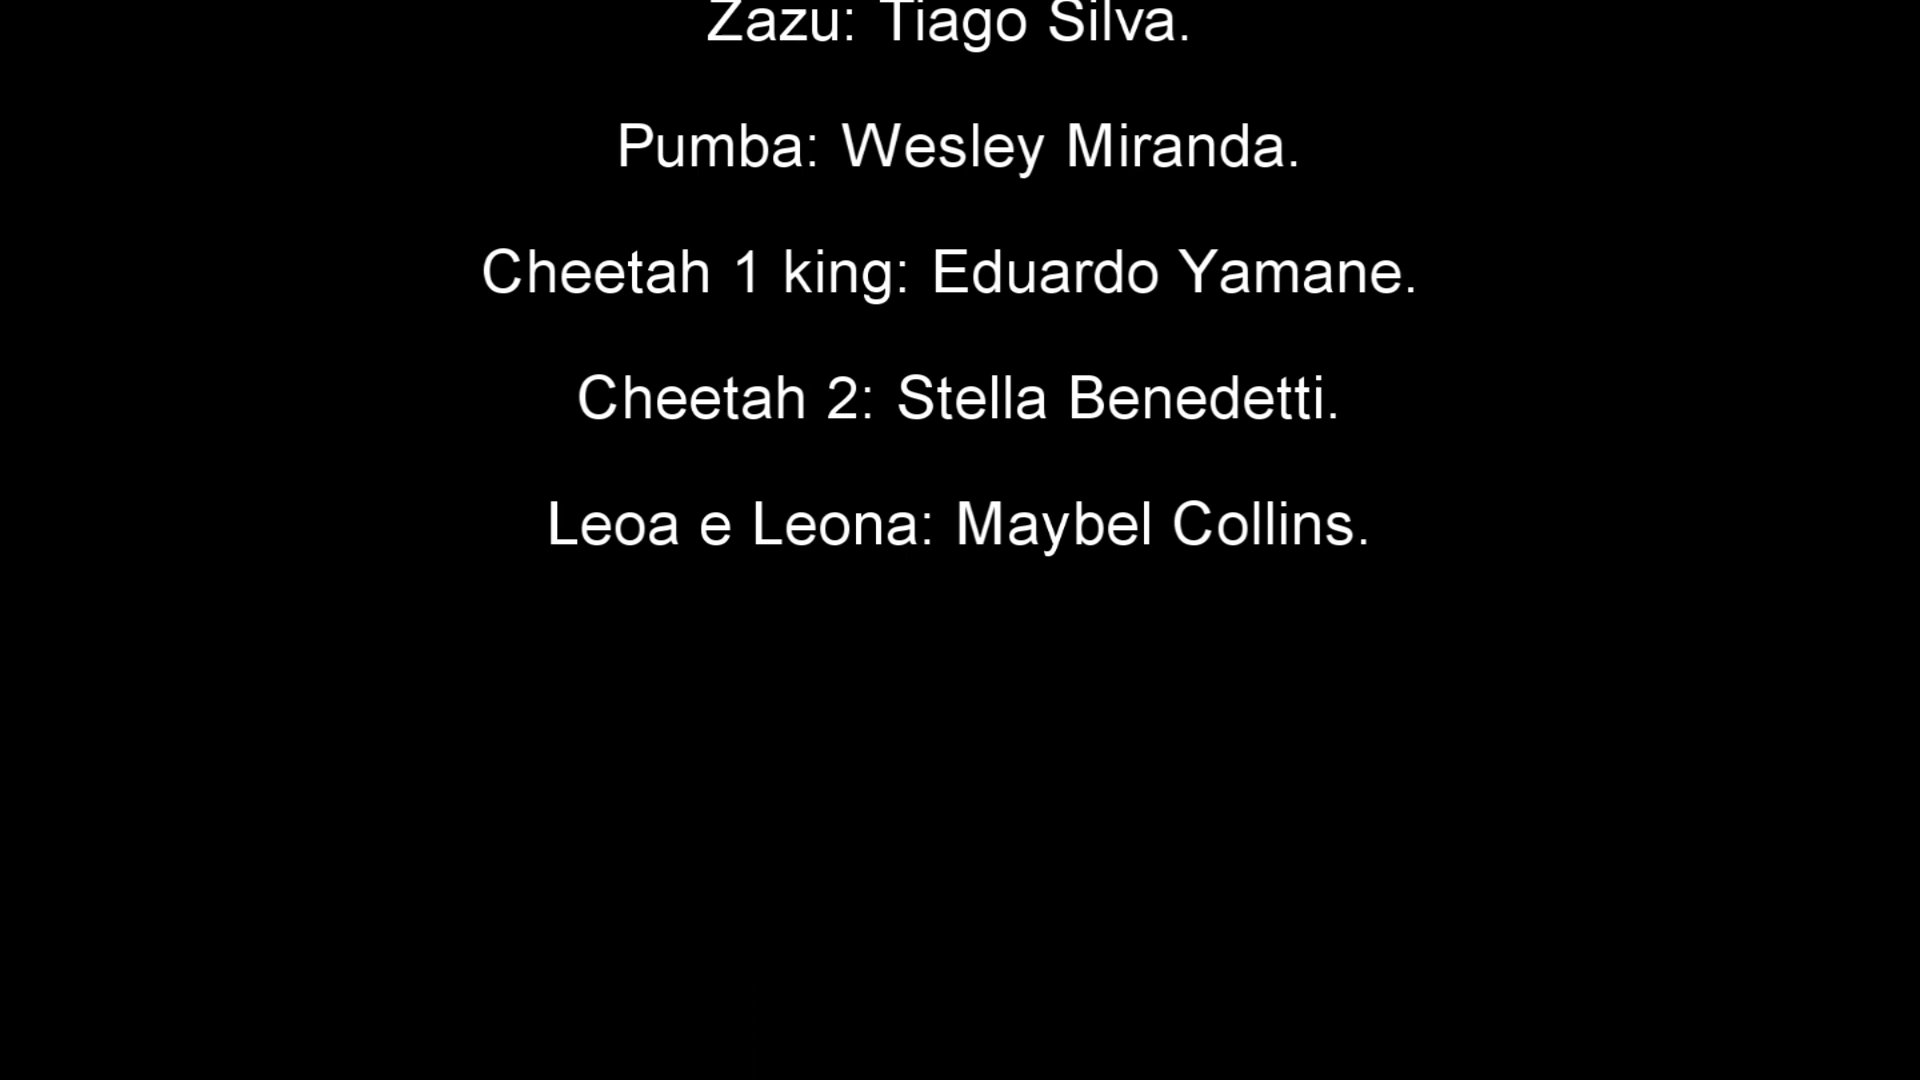 Zazu: Tiago Silva.
Pumba: Wesley Miranda.
Cheetah 1 king: Eduardo Yamane.
Cheetah 2: Stella Benedetti.
Leoa e Leona: Maybel Collins.